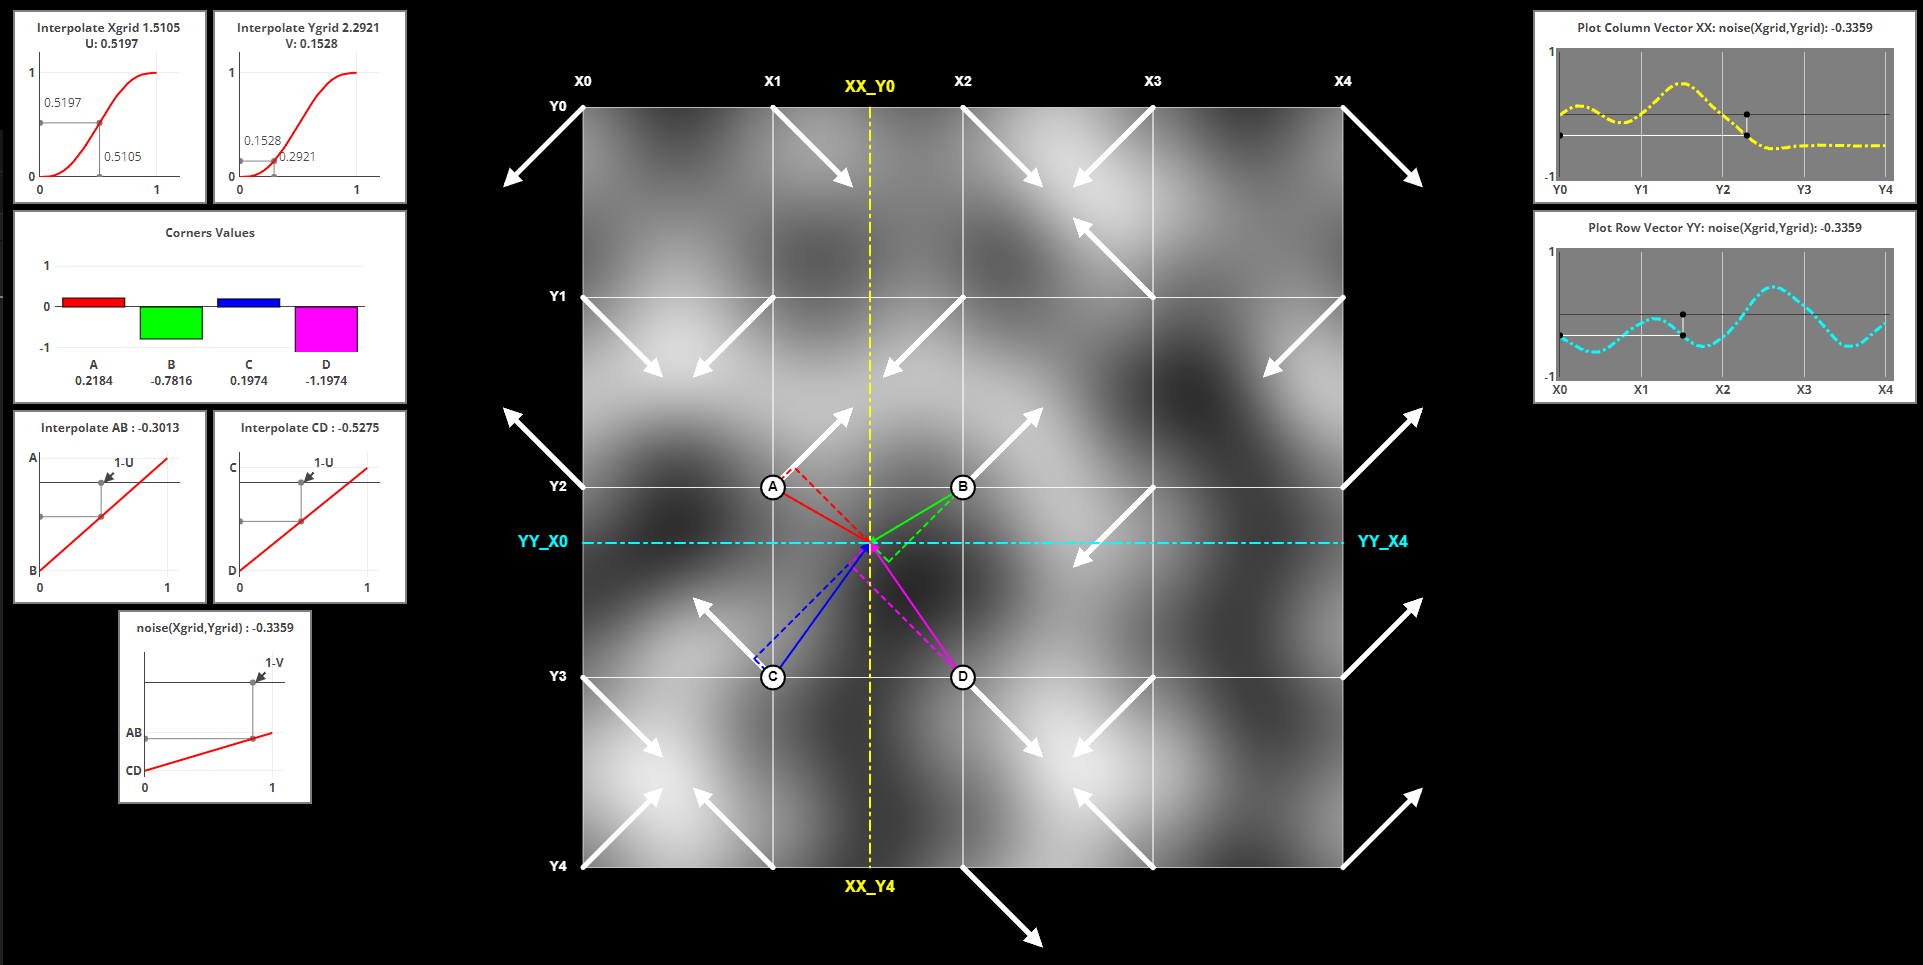 Interpolate Xgrid 1.5105
U: 0.5197
1
0.5197
0.5105
0
0
1
Interpolate Ygrid 2.2921
V: 0.1528
1
0.1528
0.2921
0
0
1
Corners Values
1
0
-1
A
B
C
D
0.2184
-0.7816
0.1974
-1.1974
Interpolate AB : -0.3013
A
1-U
B
0
1
Interpolate CD : -0.5275
C
1-U
D
0
1
noise(Xgrid,Ygrid) : -0.3359
1-V
AB
CD
0
1
X0
X1
XX_Y0
X2
X3
X4
Y0
Y1
Y2
A
B
YY_X0
YY_X4
Y3
C
D
Y4
XX_Y4
Plot Column Vector XX: noise(Xgrid,Ygrid): -0.3359
1
-1
Y0
Y1
Y2
Y3
Y4
Plot Row Vector YY: noise(Xgrid,Ygrid): -0.3359
1
-1
X0
X1
X2
X3
X4